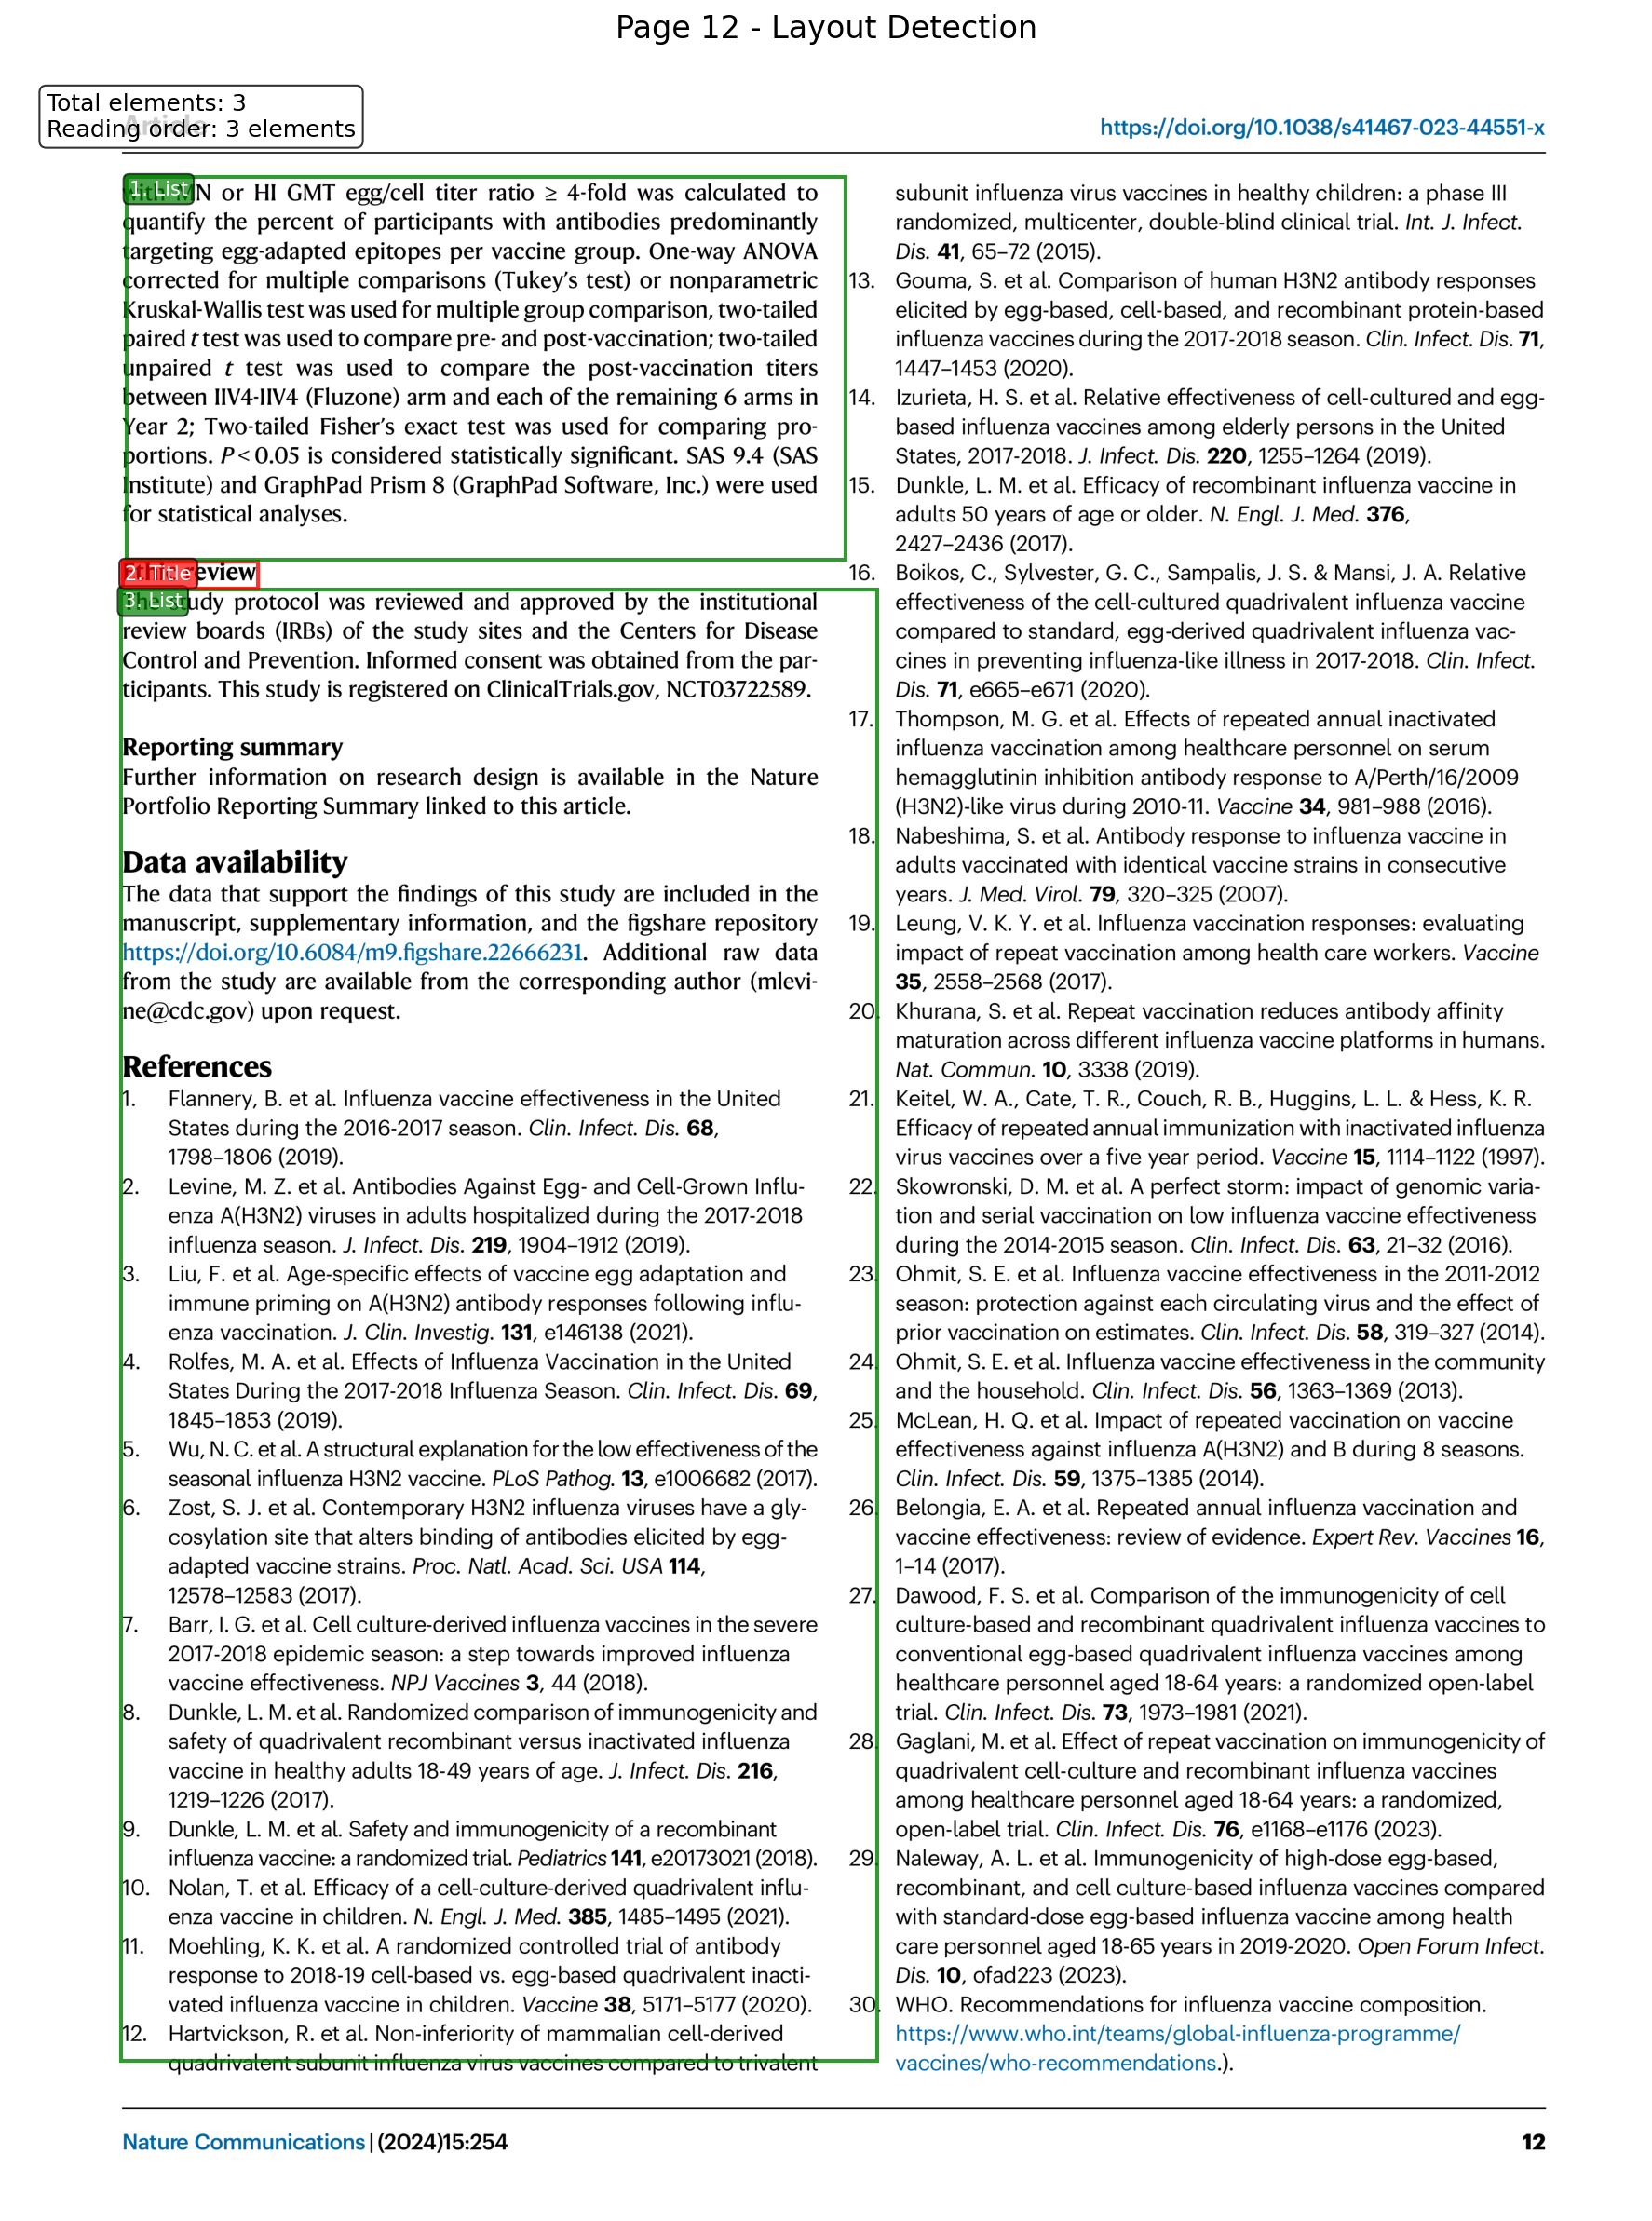 Page 12 - Layout Detection
Total elements: 3
Reading order: 3 elements
Article
https://doi.org/10.1038/s41467-023-44551-x
1. List
with MN or HI GMT egg/cell titer ratio ≥ 4-fold was calculated to
quantify the percent of participants with antibodies predominantly
targeting egg-adapted epitopes per vaccine group. One-way ANOVA
corrected for multiple comparisons (Tukey's test) or nonparametric
Kruskal-Wallis test was used for multiple group comparison, two-tailed
paired t test was used to compare pre- and post-vaccination; two-tailed
unpaired t test was used to compare the post-vaccination titers
between IIV4-IIV4 (Fluzone) arm and each of the remaining 6 arms in
Year 2; Two-tailed Fisher's exact test was used for comparing pro-
portions. P < 0.05 is considered statistically significant. SAS 9.4 (SAS
Institute) and GraphPad Prism 8 (GraphPad Software, Inc.) were used
for statistical analyses.
2. Title
review
3. List
The study protocol was reviewed and approved by the institutional
review boards (IRBs) of the study sites and the Centers for Disease
Control and Prevention. Informed consent was obtained from the par-
ticipants. This study is registered on ClinicalTrials.gov, NCT03722589.
Reporting summary
Further information on research design is available in the Nature
Portfolio Reporting Summary linked to this article.
Data availability
The data that support the findings of this study are included in the
manuscript, supplementary information, and the figshare repository
https://doi.org/10.6084/m9.figshare.22666231. Additional raw data
from the study are available from the corresponding author (mlevi-
ne@cdc.gov) upon request.
References
1. Flannery, B. et al. Influenza vaccine effectiveness in the United
States during the 2016-2017 season. Clin. Infect. Dis. 68,
1798–1806 (2019).
2. Levine, M. Z. et al. Antibodies Against Egg- and Cell-Grown Influ-
enza A(H3N2) viruses in adults hospitalized during the 2017-2018
influenza season. J. Infect. Dis. 219, 1904–1912 (2019).
3. Liu, F. et al. Age-specific effects of vaccine egg adaptation and
immune priming on A(H3N2) antibody responses following influ-
enza vaccination. J. Clin. Investig. 131, e146138 (2021).
4. Rolfes, M. A. et al. Effects of Influenza Vaccination in the United
States During the 2017-2018 Influenza Season. Clin. Infect. Dis. 69,
1845–1853 (2019).
5. Wu, N. C. et al. A structural explanation for the low effectiveness of the
seasonal influenza H3N2 vaccine. PLoS Pathog. 13, e1006682 (2017).
6. Zost, S. J. et al. Contemporary H3N2 influenza viruses have a gly-
cosylation site that alters binding of antibodies elicited by egg-
adapted vaccine strains. Proc. Natl. Acad. Sci. USA 114,
12578–12583 (2017).
7. Barr, I. G. et al. Cell culture-derived influenza vaccines in the severe
2017-2018 epidemic season: a step towards improved influenza
vaccine effectiveness. NPJ Vaccines 3, 44 (2018).
8. Dunkle, L. M. et al. Randomized comparison of immunogenicity and
safety of quadrivalent recombinant versus inactivated influenza
vaccine in healthy adults 18-49 years of age. J. Infect. Dis. 216,
1219–1226 (2017).
9. Dunkle, L. M. et al. Safety and immunogenicity of a recombinant
influenza vaccine: a randomized trial. Pediatrics 141, e20173021 (2018).
10. Nolan, T. et al. Efficacy of a cell-culture-derived quadrivalent influ-
enza vaccine in children. N. Engl. J. Med. 385, 1485–1495 (2021).
11. Moehling, K. K. et al. A randomized controlled trial of antibody
response to 2018-19 cell-based vs. egg-based quadrivalent inacti-
vated influenza vaccine in children. Vaccine 38, 5171–5177 (2020).
12. Hartvickson, R. et al. Non-inferiority of mammalian cell-derived
quadrivalent subunit influenza virus vaccines compared to trivalent
subunit influenza virus vaccines in healthy children: a phase III
randomized, multicenter, double-blind clinical trial. Int. J. Infect.
Dis. 41, 65–72 (2015).
13. Gouma, S. et al. Comparison of human H3N2 antibody responses
elicited by egg-based, cell-based, and recombinant protein-based
influenza vaccines during the 2017-2018 season. Clin. Infect. Dis. 71,
1447–1453 (2020).
14. Izurieta, H. S. et al. Relative effectiveness of cell-cultured and egg-
based influenza vaccines among elderly persons in the United
States, 2017-2018. J. Infect. Dis. 220, 1255–1264 (2019).
15. Dunkle, L. M. et al. Efficacy of recombinant influenza vaccine in
adults 50 years of age or older. N. Engl. J. Med. 376,
2427–2436 (2017).
16. Boikos, C., Sylvester, G. C., Sampalis, J. S. & Mansi, J. A. Relative
effectiveness of the cell-cultured quadrivalent influenza vaccine
compared to standard, egg-derived quadrivalent influenza vac-
cines in preventing influenza-like illness in 2017-2018. Clin. Infect.
Dis. 71, e665–e671 (2020).
17. Thompson, M. G. et al. Effects of repeated annual inactivated
influenza vaccination among healthcare personnel on serum
hemagglutinin inhibition antibody response to A/Perth/16/2009
(H3N2)-like virus during 2010-11. Vaccine 34, 981–988 (2016).
18. Nabeshima, S. et al. Antibody response to influenza vaccine in
adults vaccinated with identical vaccine strains in consecutive
years. J. Med. Virol. 79, 320–325 (2007).
19. Leung, V. K. Y. et al. Influenza vaccination responses: evaluating
impact of repeat vaccination among health care workers. Vaccine
35, 2558–2568 (2017).
20. Khurana, S. et al. Repeat vaccination reduces antibody affinity
maturation across different influenza vaccine platforms in humans.
Nat. Commun. 10, 3338 (2019).
21. Keitel, W. A., Cate, T. R., Couch, R. B., Huggins, L. L. & Hess, K. R.
Efficacy of repeated annual immunization with inactivated influenza
virus vaccines over a five year period. Vaccine 15, 1114–1122 (1997).
22. Skowronski, D. M. et al. A perfect storm: impact of genomic varia-
tion and serial vaccination on low influenza vaccine effectiveness
during the 2014-2015 season. Clin. Infect. Dis. 63, 21–32 (2016).
23. Ohmit, S. E. et al. Influenza vaccine effectiveness in the 2011-2012
season: protection against each circulating virus and the effect of
prior vaccination on estimates. Clin. Infect. Dis. 58, 319–327 (2014).
24. Ohmit, S. E. et al. Influenza vaccine effectiveness in the community
and the household. Clin. Infect. Dis. 56, 1363–1369 (2013).
25. McLean, H. Q. et al. Impact of repeated vaccination on vaccine
effectiveness against influenza A(H3N2) and B during 8 seasons.
Clin. Infect. Dis. 59, 1375–1385 (2014).
26. Belongia, E. A. et al. Repeated annual influenza vaccination and
vaccine effectiveness: review of evidence. Expert Rev. Vaccines 16,
1–14 (2017).
27. Dawood, F. S. et al. Comparison of the immunogenicity of cell
culture-based and recombinant quadrivalent influenza vaccines to
conventional egg-based quadrivalent influenza vaccines among
healthcare personnel aged 18-64 years: a randomized open-label
trial. Clin. Infect. Dis. 73, 1973–1981 (2021).
28. Gaglani, M. et al. Effect of repeat vaccination on immunogenicity of
quadrivalent cell-culture and recombinant influenza vaccines
among healthcare personnel aged 18-64 years: a randomized,
open-label trial. Clin. Infect. Dis. 76, e1168–e1176 (2023).
29. Naleway, A. L. et al. Immunogenicity of high-dose egg-based,
recombinant, and cell culture-based influenza vaccines compared
with standard-dose egg-based influenza vaccine among health
care personnel aged 18-65 years in 2019-2020. Open Forum Infect.
Dis. 10, ofad223 (2023).
30. WHO. Recommendations for influenza vaccine composition.
https://www.who.int/teams/global-influenza-programme/
vaccines/who-recommendations.).
Nature Communications | (2024)15:254
12